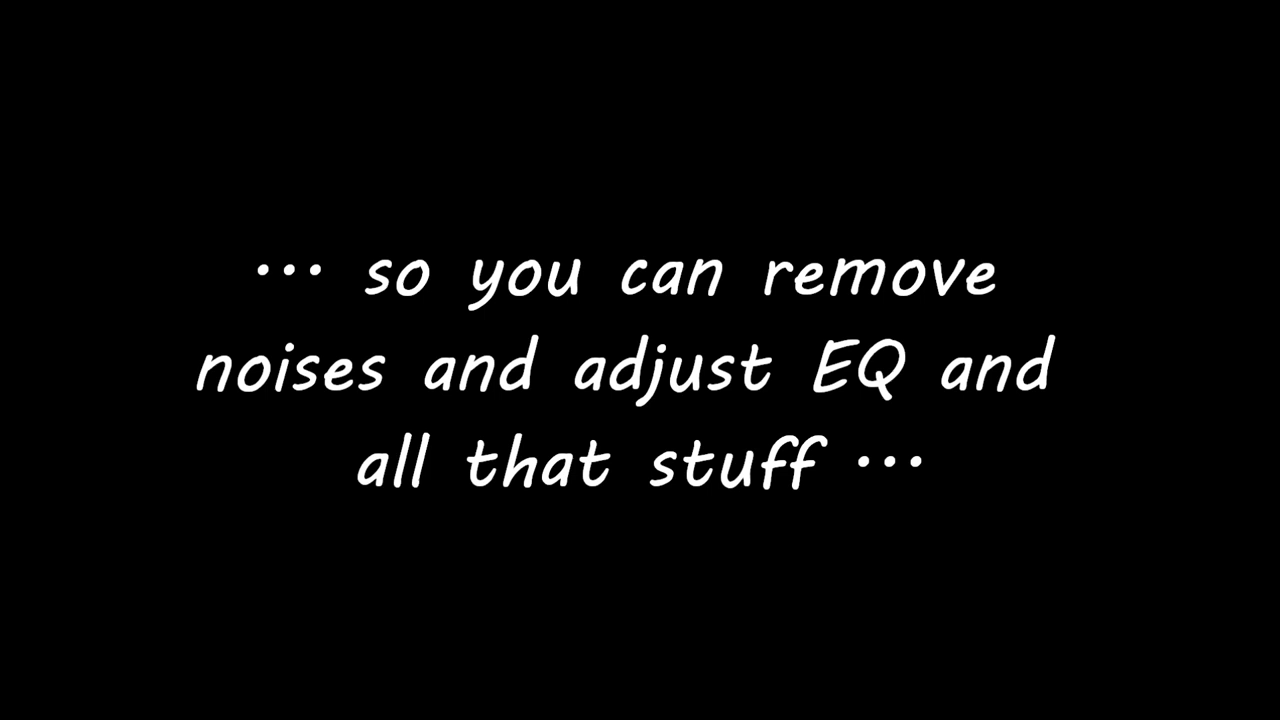 ... so you can remove
noises and adjust EQ and
all that stuff ...